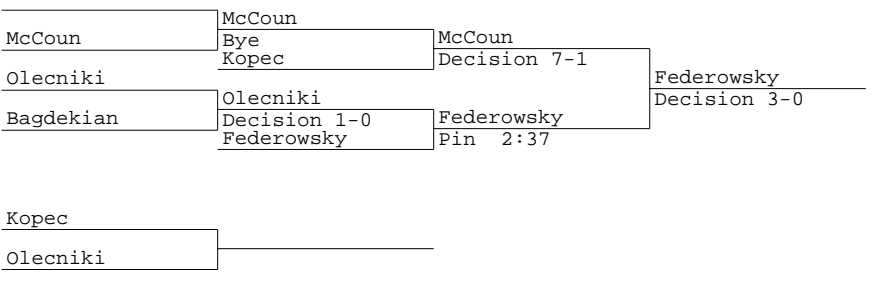 McCoun
McCoun
Bye
Kopec
McCoun
Decision 7-1
Olecniki
Bagdekian
Olecniki
Decision 1-0
Federowsky
Federowsky
Pin 2:37
Federowsky
Decision 3-0
Kopec
Olecniki